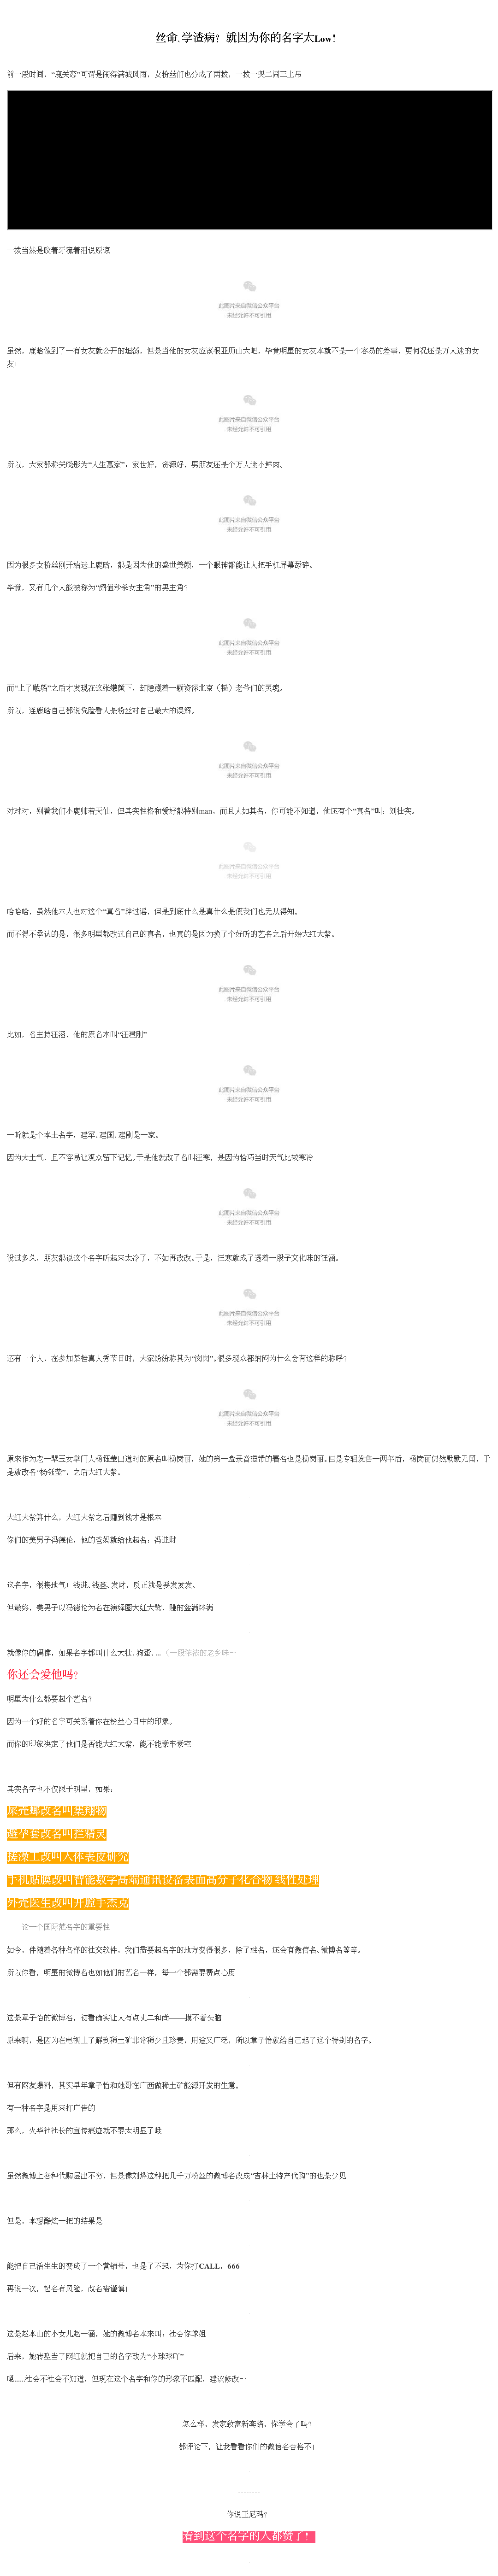 丝命、学渣病？就因为你的名字太Low！
前一段时间，“鹿关恋”可谓是闹得满城风雨，女粉丝们也分成了两拨，一拨一哭二闹三上吊
一拨当然是咬着牙流着泪说原谅
此图片来自微信公众平台
未经允许不可引用
虽然，鹿晗做到了一有女友就公开的坦荡，但是当他的女友应该很亚历山大吧，毕竟明星的女友本就不是一个容易的差事，更何况还是万人迷的女
友！
此图片来自微信公众平台
未经允许不可引用
所以，大家都称关晓彤为“人生赢家”：家世好，资源好，男朋友还是个万人迷小鲜肉。
此图片来自微信公众平台
未经允许不可引用
因为很多女粉丝刚开始迷上鹿晗，都是因为他的盛世美颜，一个眼神都能让人把手机屏幕舔碎。
毕竟，又有几个人能被称为“颜值秒杀女主角”的男主角？！
此图片来自微信公众平台
未经允许不可引用
而“上了贼船”之后才发现在这张嫩颜下，却隐藏着一颗资深北京（糙）老爷们的灵魂。
所以，连鹿晗自己都说凭脸看人是粉丝对自己最大的误解。
此图片来自微信公众平台
未经允许不可引用
对对对，别看我们小鹿帅若天仙，但其实性格和爱好都特别man，而且人如其名，你可能不知道，他还有个“真名”叫：刘壮实。
此图片来自微信公众平台
未经允许不可引用
哈哈哈，虽然他本人也对这个“真名”辟过谣，但是到底什么是真什么是假我们也无从得知。
而不得不承认的是，很多明星都改过自己的真名，也真的是因为换了个好听的艺名之后开始大红大紫。
此图片来自微信公众平台
未经允许不可引用
比如，名主持汪涵，他的原名本叫“汪建刚”
此图片来自微信公众平台
未经允许不可引用
一听就是个本土名字，建军、建国、建刚是一家。
因为太土气，且不容易让观众留下记忆。于是他就改了名叫汪寒，是因为恰巧当时天气比较寒冷
此图片来自微信公众平台
未经允许不可引用
没过多久，朋友都说这个名字听起来太冷了，不如再改改。于是，汪寒就成了透着一股子文化味的汪涵。
此图片来自微信公众平台
未经允许不可引用
还有一个人，在参加某档真人秀节目时，大家纷纷称其为“岗岗”。很多观众都纳闷为什么会有这样的称呼？
此图片来自微信公众平台
未经允许不可引用
原来作为老一辈玉女掌门人杨钰莹出道时的原名叫杨岗丽，她的第一盒录音磁带的署名也是杨岗丽。但是专辑发售一两年后，杨岗丽仍然默默无闻，于
是就改名“杨钰莹”，之后大红大紫。
大红大紫算什么，大红大紫之后赚到钱才是根本
你们的美男子冯德伦，他的爸妈就给他起名：冯进财
这名字，很接地气！钱进、钱鑫、发财，反正就是要发发发。
但最终，美男子以冯德伦为名在演绎圈大红大紫，赚的盆满钵满
就像你的偶像，如果名字都叫什么大壮、狗蛋、...（一股浓浓的老乡味～
你还会爱他吗？
明星为什么都要起个艺名？
因为一个好的名字可关系着你在粉丝心目中的印象。
而你的印象决定了他们是否能大红大紫，能不能豪车豪宅
其实名字也不仅限于明星，如果：
屎壳螂改名叫集翔物
避孕套改名叫拦精灵
搓澡工改叫人体表皮研究
手机贴膜改叫智能数字高端通讯设备表面高分子化合物 线性处理
外壳医生改叫开膛手杰克
——论一个国际范名字的重要性
如今，伴随着各种各样的社交软件，我们需要起名字的地方变得很多，除了姓名，还会有微信名、微博名等等。
所以你看，明星的微博名也如他们的艺名一样，每一个都需要费点心思
这是章子怡的微博名，初看确实让人有点丈二和尚——摸不着头脑
原来啊，是因为在电视上了解到稀土矿非常稀少且珍贵，用途又广泛，所以章子怡就给自己起了这个特别的名字。
但有网友爆料，其实早年章子怡和她哥在广西做稀土矿能源开发的生意。
有一种名字是用来打广告的
那么，火华社社长的宣传痕迹就不要太明显了哦
虽然微博上各种代购层出不穷，但是像刘烨这种把几千万粉丝的微博名改成“吉林土特产代购”的也是少见
但是，本想酷炫一把的结果是
能把自己活生生的变成了一个营销号，也是了不起，为你打CALL，666
再说一次，起名有风险，改名需谨慎！
这是赵本山的小女儿赵一涵，她的微博名本来叫：社会你球姐
后来，她转型当了网红就把自己的名字改为“小球球吖”
嗯......社会不社会不知道，但现在这个名字和你的形象不匹配，建议修改～
怎么样，发家致富新套路，你学会了吗？
都评论下，让我看看你们的微信名合格不！
--------
你说王尼玛？
看到这个名字的人都赞了！